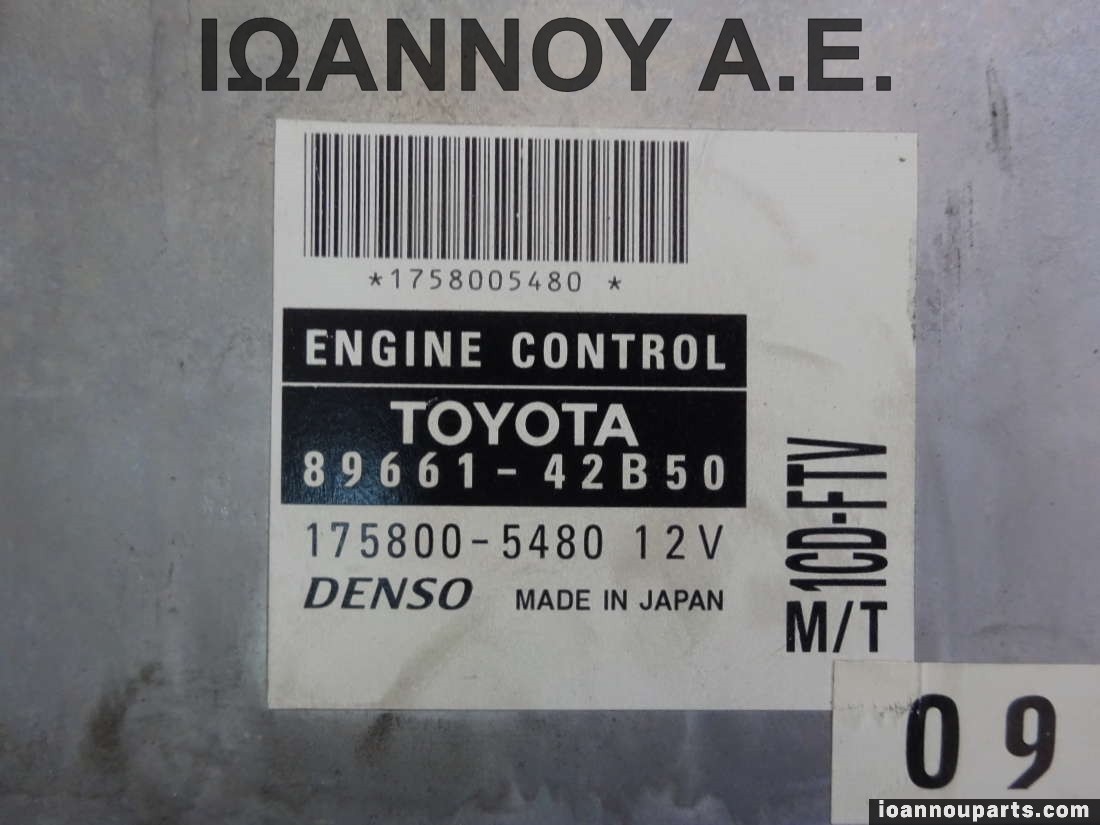 ΙΩΑΝΝΟΥ Α.Ε.
*1758005480 *
ENGINE CONTROL
TOYOTA
89661-42B50
175800-5480 12V
DENSO MADE IN JAPAN
1CD-FTV
M/T
09
ioannouparts.com